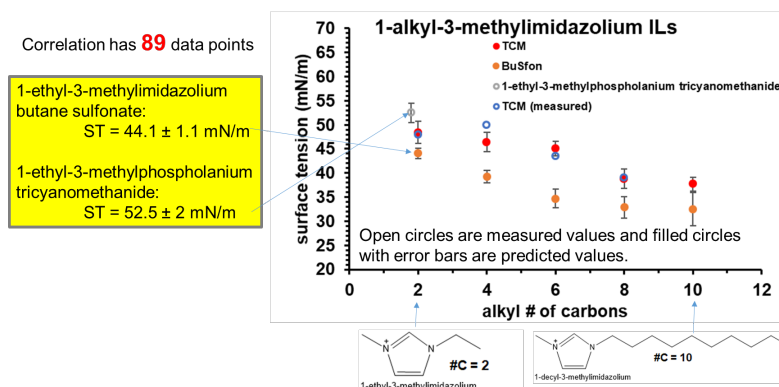 Correlation has 89 data points
1-ethyl-3-methylimidazolium
butane sulfonate:
ST = 44.1 ± 1.1 mN/m
1-ethyl-3-methylphospholanium
tricyanomethanide:
ST = 52.5 ± 2 mN/m
1-alkyl-3-methylimidazolium ILs
TCM
BuSfon
1-ethyl-3-methylphospholanium tricyanomethanide
TCM (measured)
surface tension (mN/m)
70
65
60
55
50
45
40
35
30
25
20
Open circles are measured values and filled circles
with error bars are predicted values.
0 2 4 6 8 10 12
alkyl # of carbons
N+
N
#C = 2
1-ethyl-3-methylimidazolium
N+
N
#C = 10
1-decyl-3-methylimidazolium